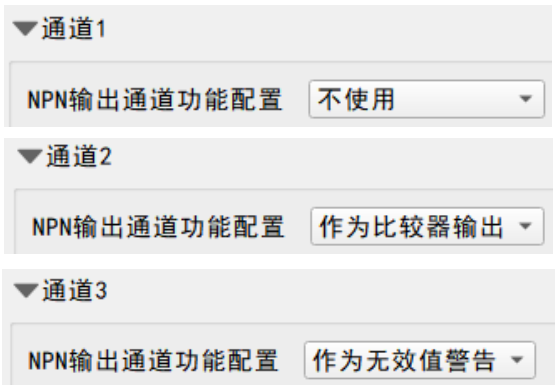 通道1
NPN输出通道功能配置 不使用
通道2
NPN输出通道功能配置 作为比较器输出
通道3
NPN输出通道功能配置 作为无效值警告